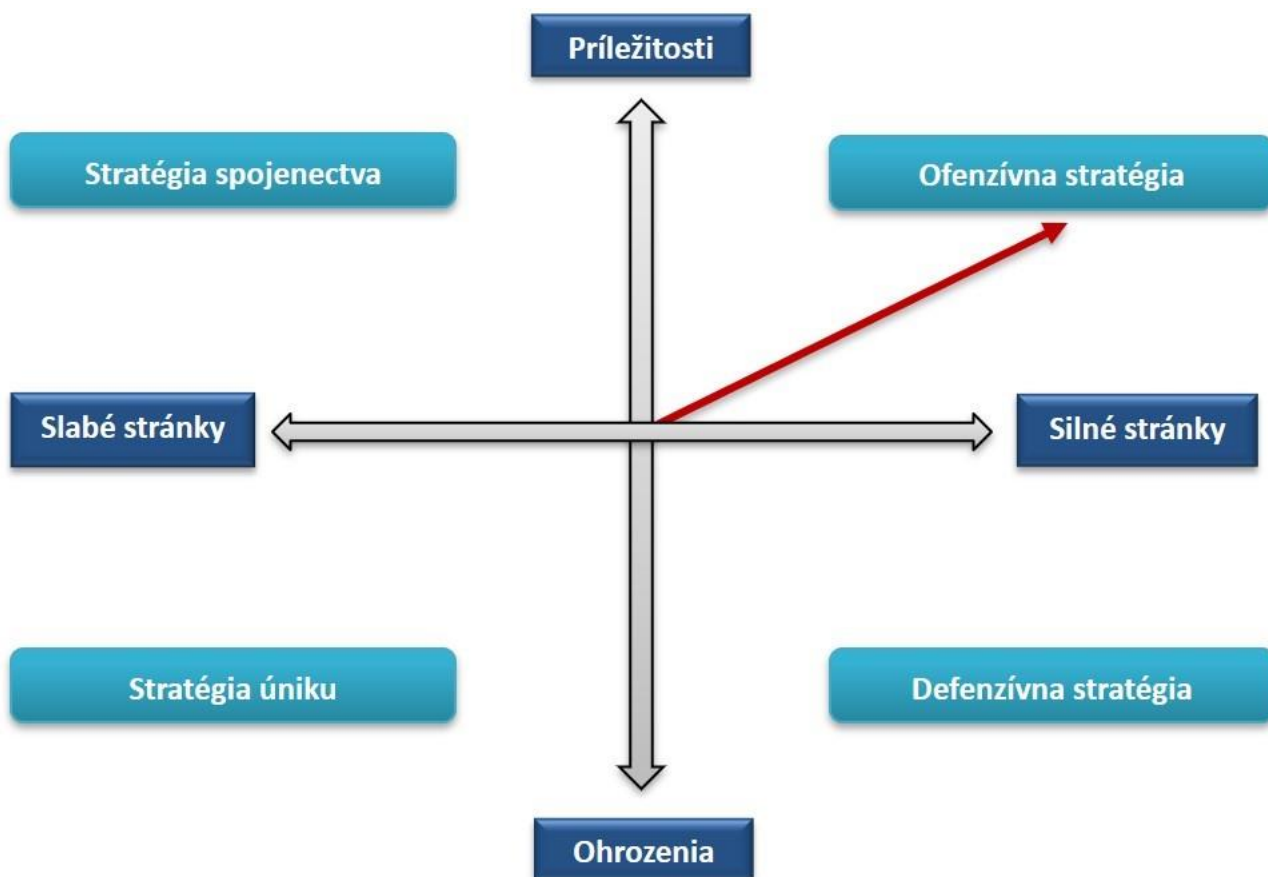 Príležitosti
Stratégia spojenectva
Ofenzívna stratégia
Slabé stránky
Silné stránky
Stratégia úniku
Defenzívna stratégia
Ohrozenia